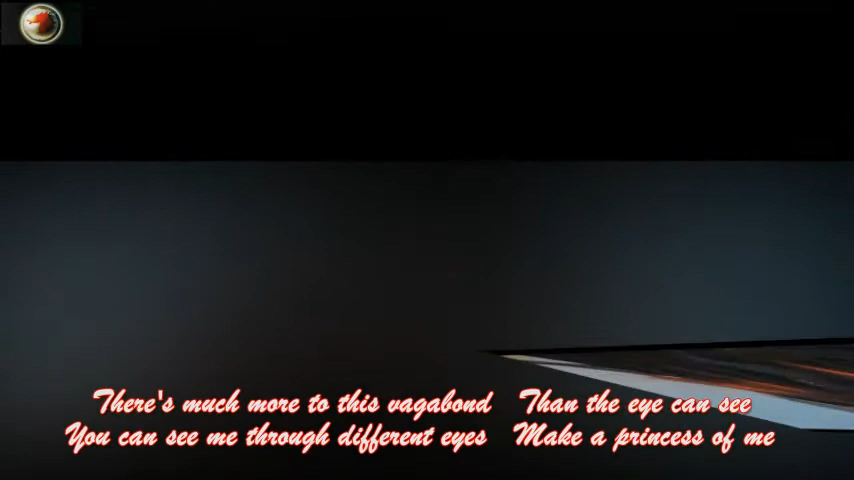 There's much more to this vagabond Than the eye can see
You can see me through different eyes Make a princess of me